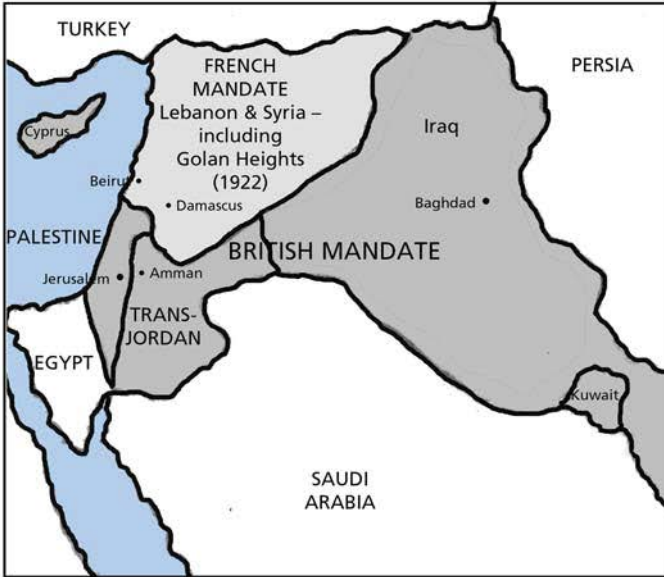 TURKEY
FRENCH
MANDATE
Lebanon & Syria –
including
Golan Heights
(1922)
PERSIA
Cyprus
Iraq
Beirut
Damascus
Baghdad
PALESTINE
BRITISH MANDATE
Jerusalem
Amman
TRANS-
JORDAN
EGYPT
Kuwait
SAUDI
ARABIA